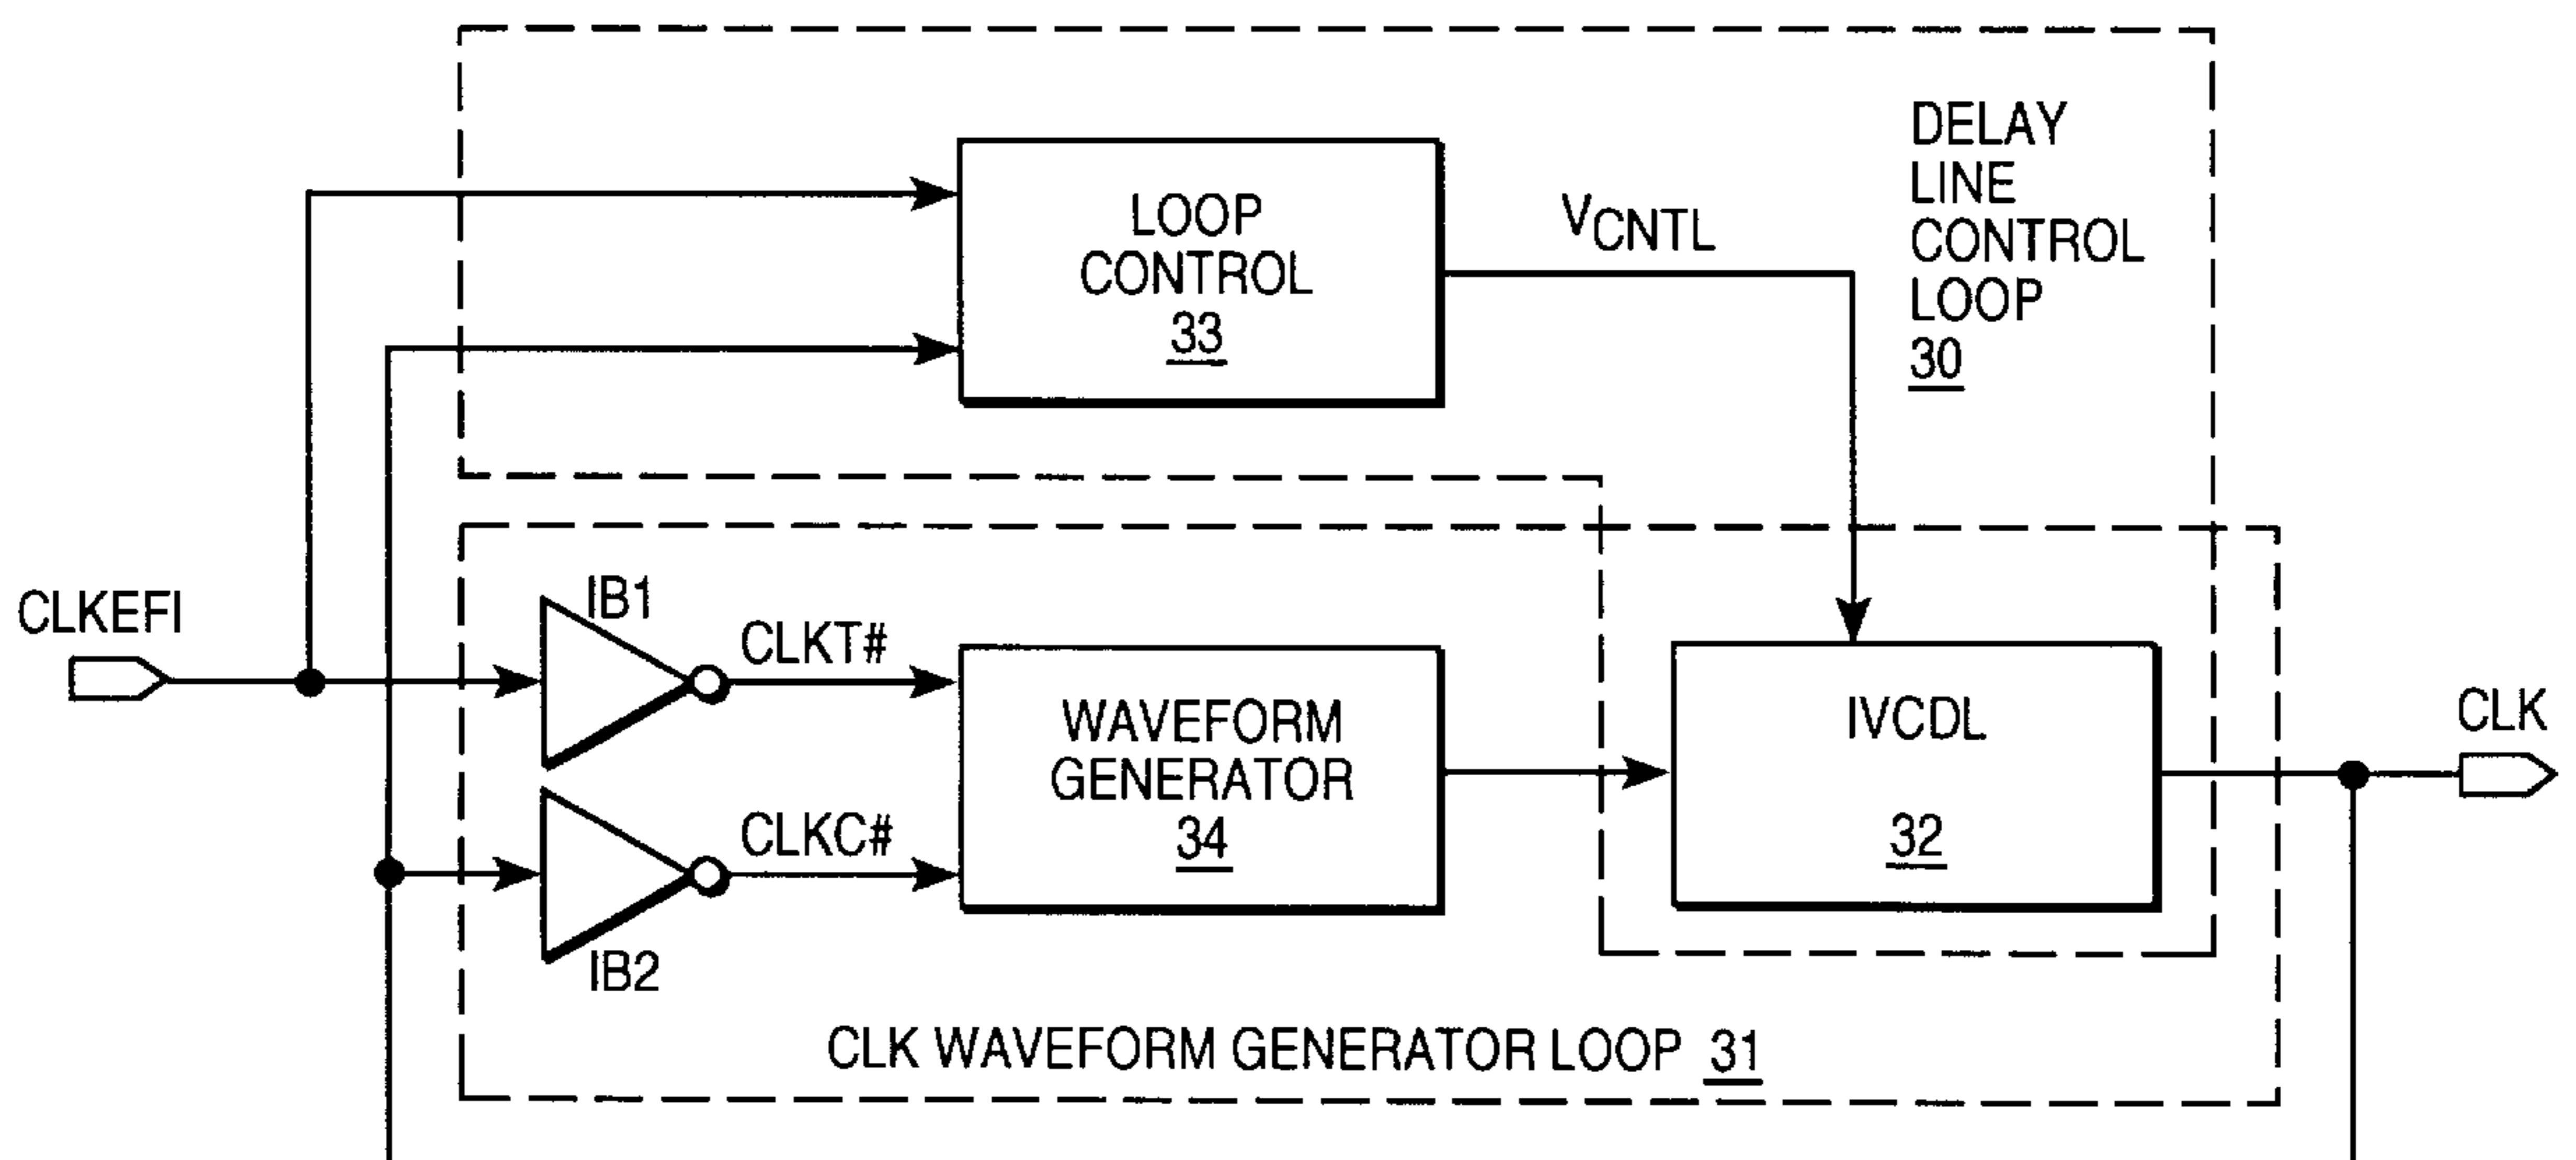 DELAY
LINE
CONTROL
LOOP
30
LOOP
CONTROL
33
VCNTL
CLKEFI
IB1
CLKT#
WAVEFORM
GENERATOR
34
IVCDL
32
CLK
CLKC#
IB2
CLK WAVEFORM GENERATOR LOOP 31